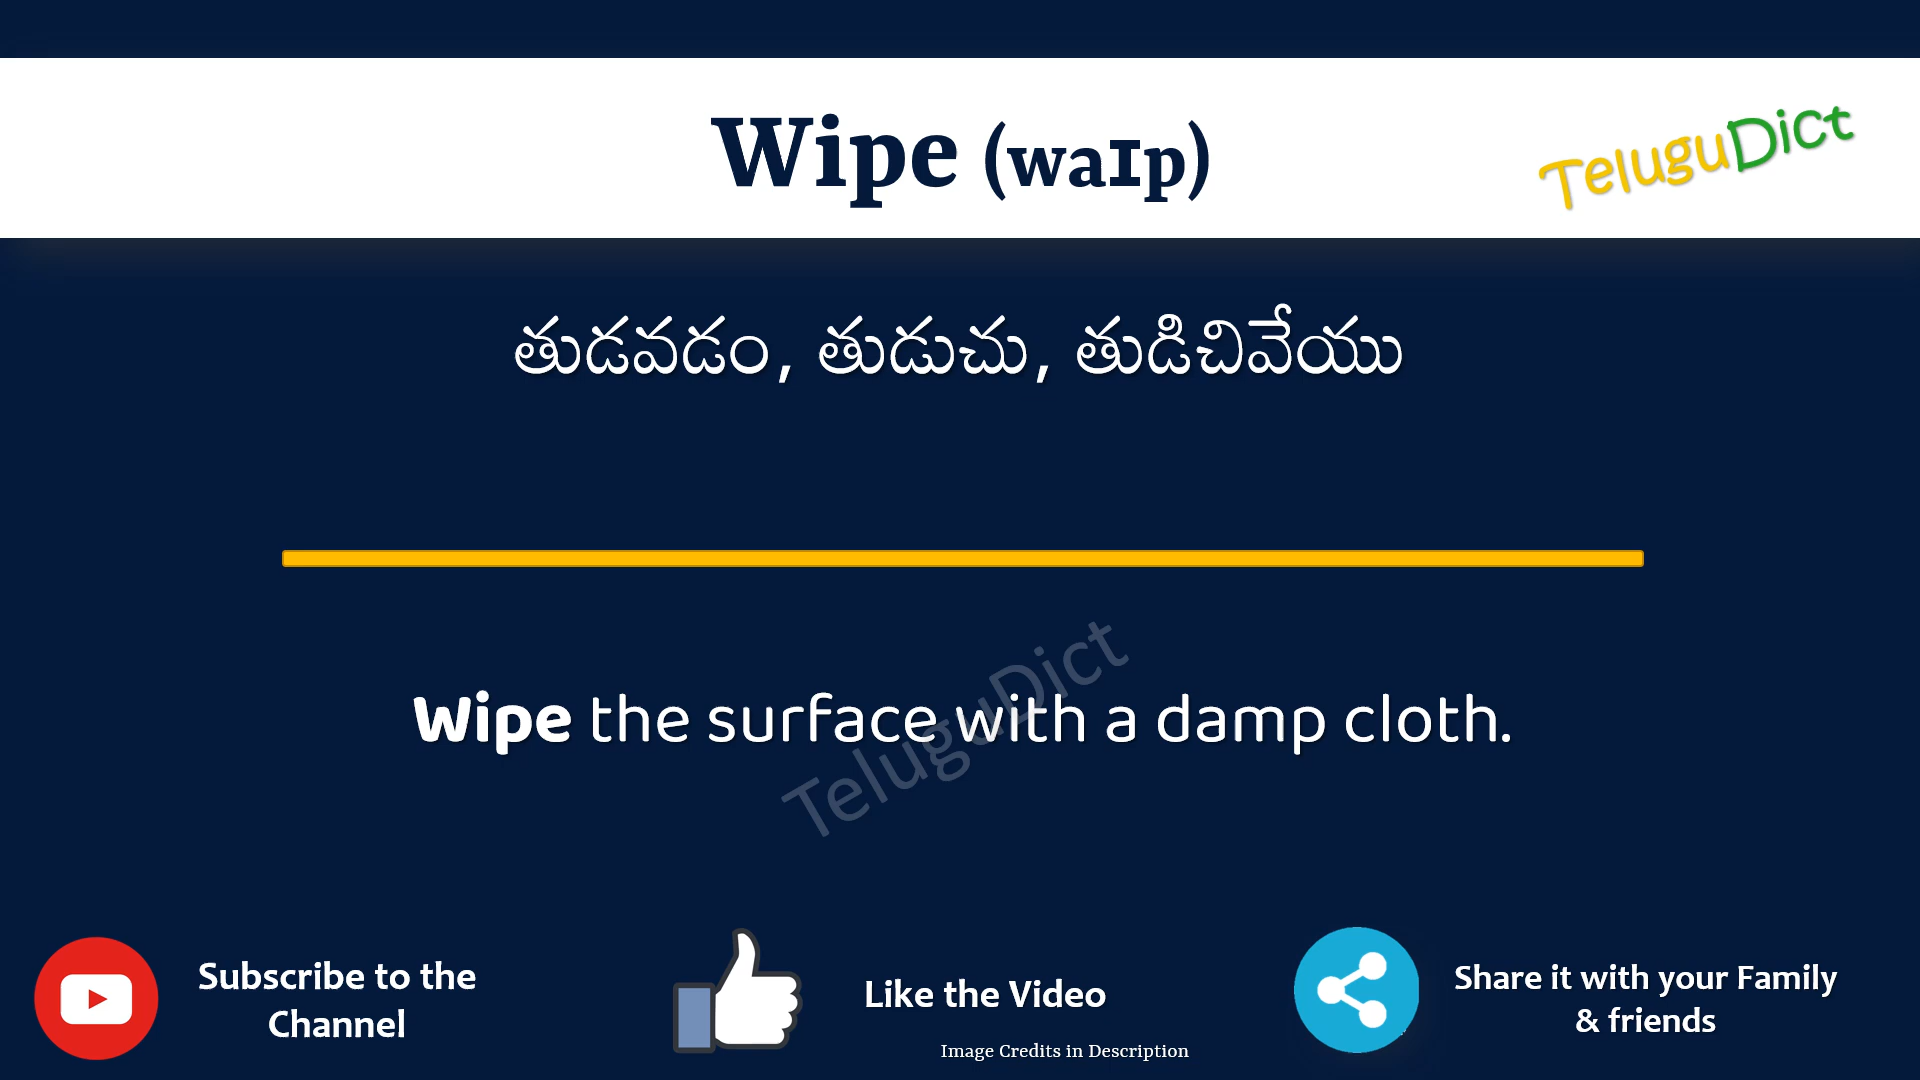 Wipe (waɪp)
TeluguDict
తుడవడం, తుడుచు, తుడిచివేయు
Wipe the surface with a damp cloth.
TeluguDict
Subscribe to the
Channel
Like the Video
Share it with your Family
& friends
Image Credits in Description